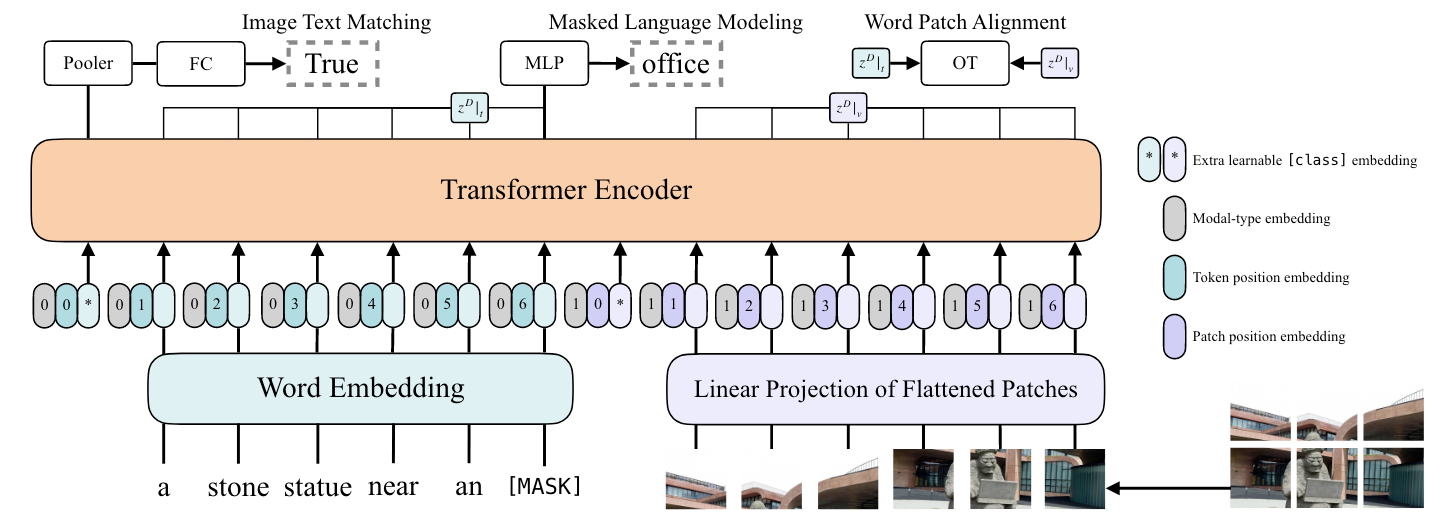 Image Text Matching
Masked Language Modeling
Word Patch Alignment
Pooler
FC
True
MLP
office
z^D|_t
OT
z^D|_v
z^D|_t
z^D|_v
Transformer Encoder
0 0 * 0 1 0 2 0 3 0 4 0 5 0 6 1 0 * 1 1 1 2 1 3 1 4 1 5 1 6
Word Embedding
Linear Projection of Flattened Patches
a stone statue near an [MASK]
* * Extra learnable [class] embedding
Modal-type embedding
Token position embedding
Patch position embedding